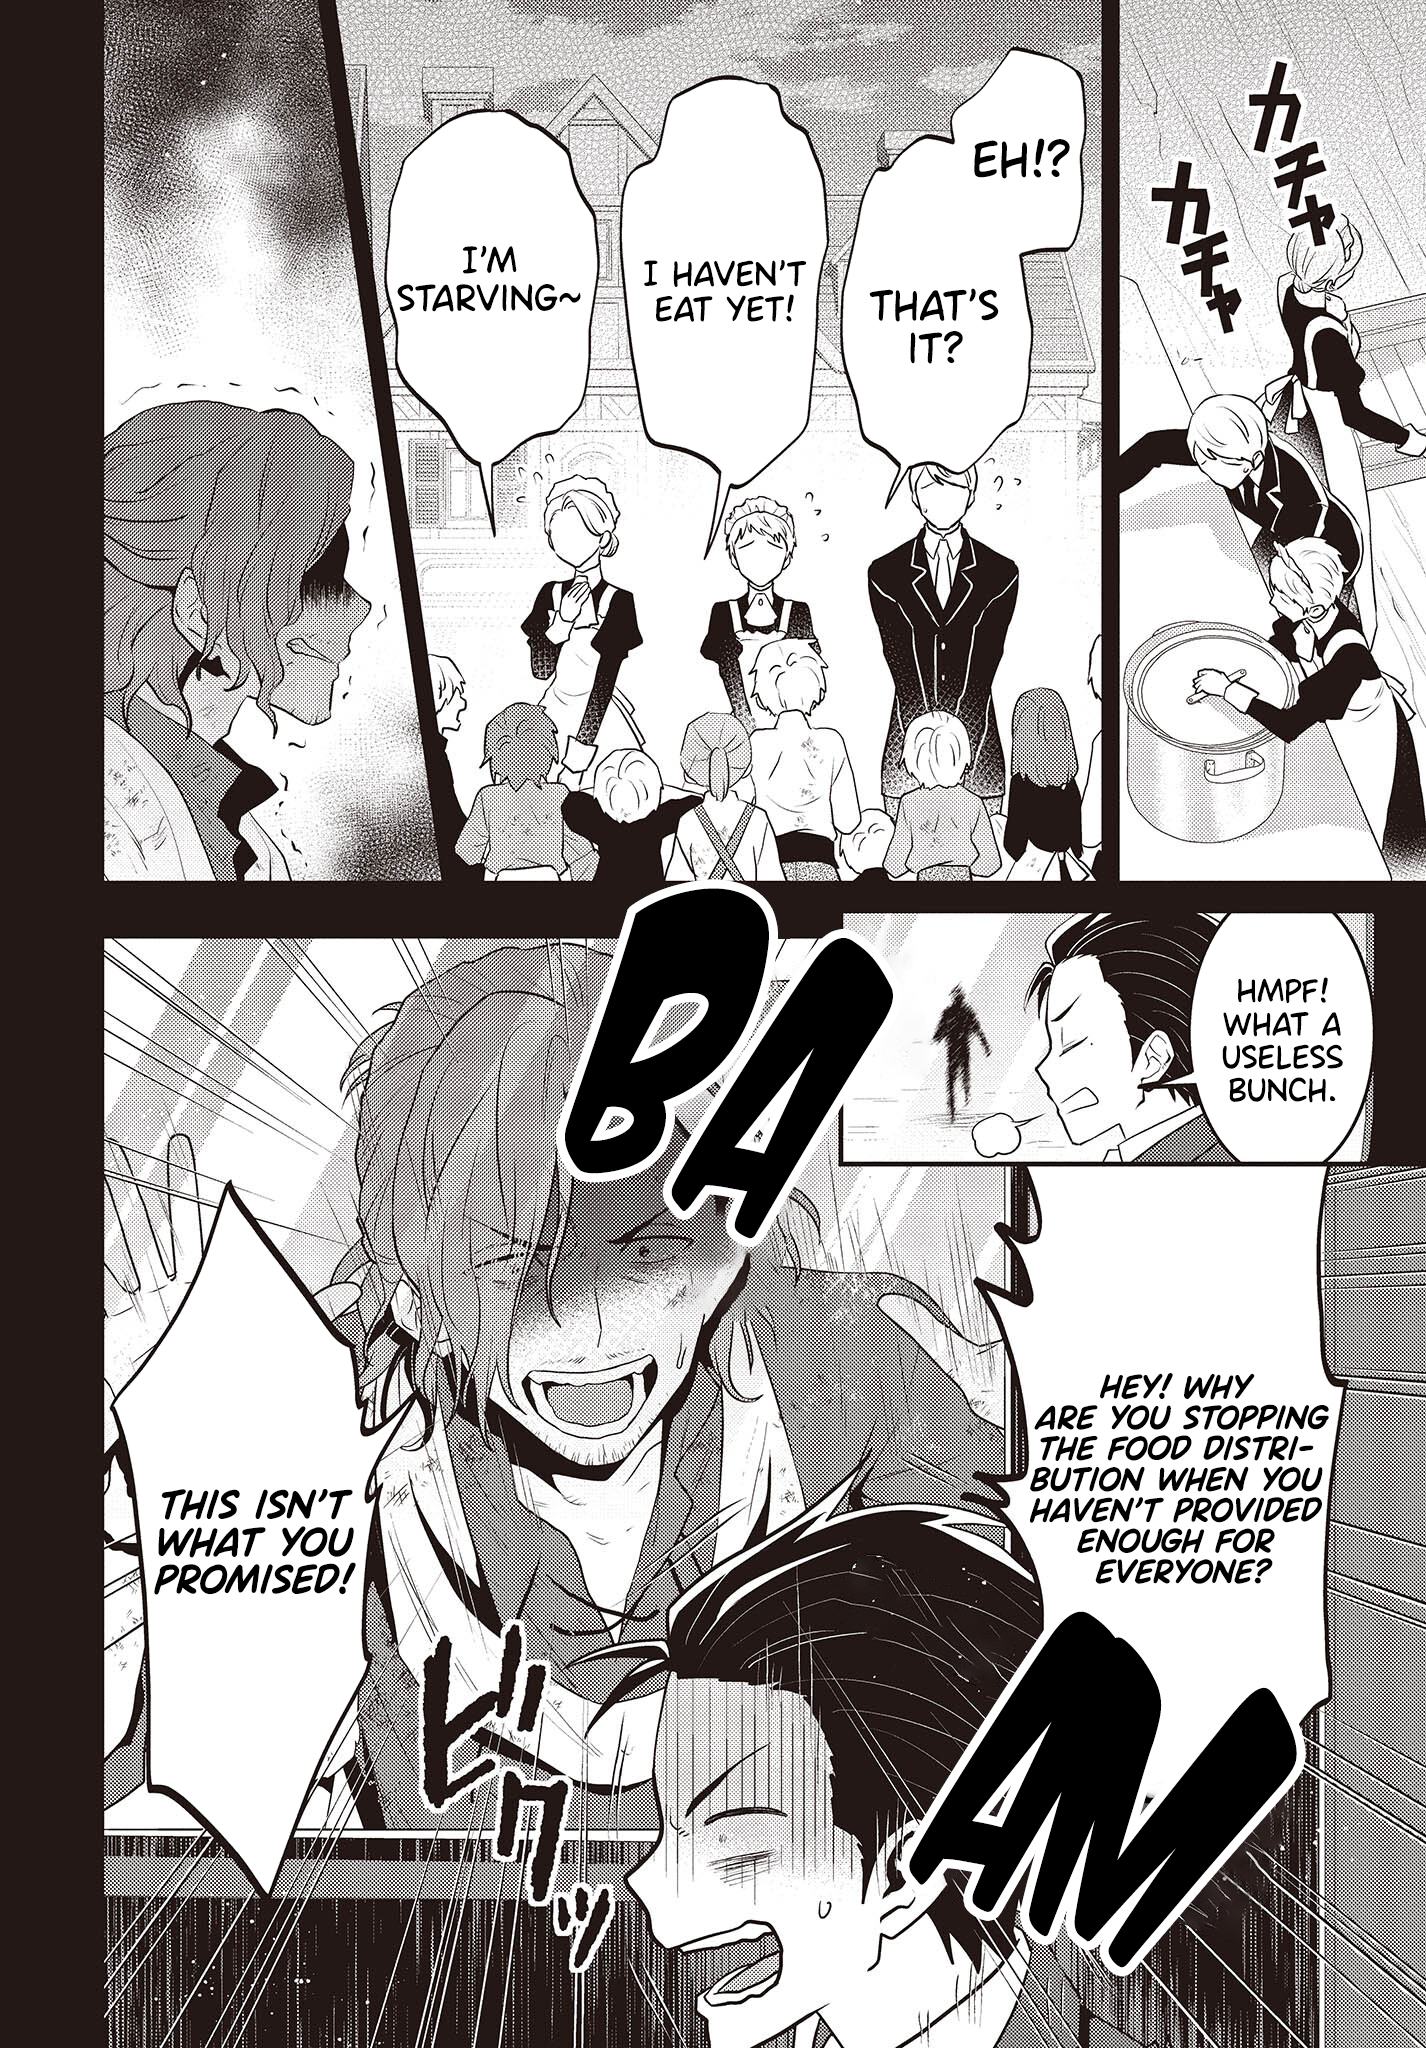 カチャ
カチャ
EH!?
THAT'S
IT?
I HAVEN'T
EAT YET!
I'M
STARVING~
HMPF!
WHAT A
USELESS
BUNCH.
BA
AM
HEY! WHY
ARE YOU STOPPING
THE FOOD DISTRI-
BUTION WHEN YOU
HAVEN'T PROVIDED
ENOUGH FOR
EVERYONE?
THIS ISN'T
WHAT YOU
PROMISED!
ビクッ